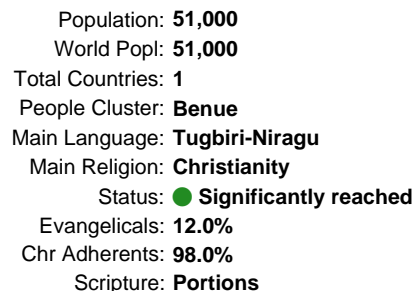 Population: 51,000
World Popl: 51,000
Total Countries: 1
People Cluster: Benue
Main Language: Tugbiri-Niragu
Main Religion: Christianity
Status: Significantly reached
Evangelicals: 12.0%
Chr Adherents: 98.0%
Scripture: Portions